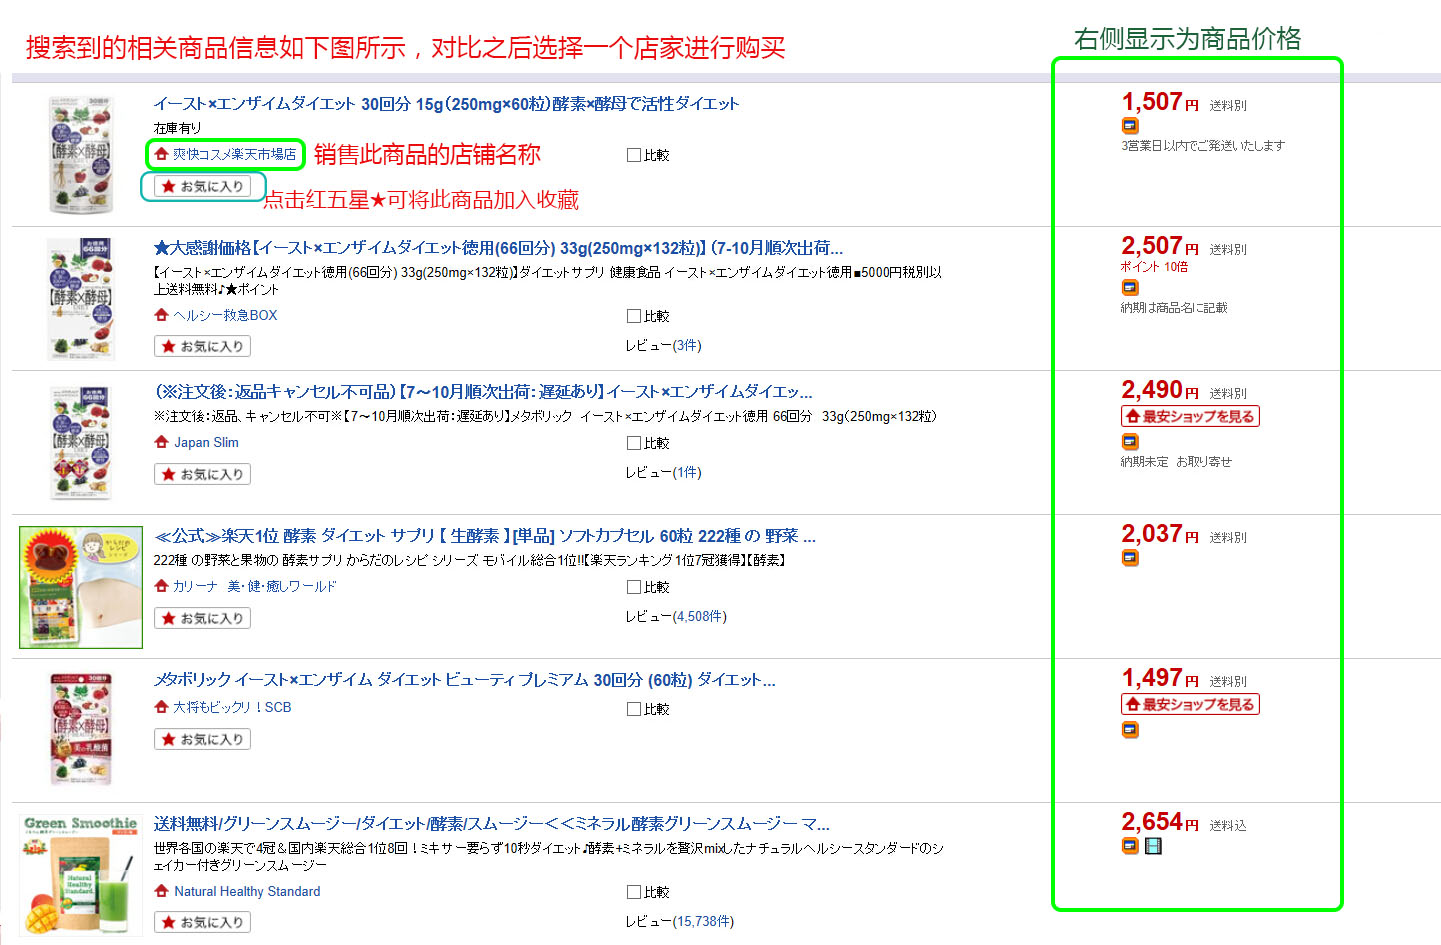 搜索到的相关商品信息如下图所示，对比之后选择一个店家进行购买
右侧显示为商品价格
イースト×エンザイムダイエット 30回分 15g（250mg×60粒）酵素×酵母で活性ダイエット
在庫有り
爽快コスメ楽天市場店
销售此商品的店铺名称
比較
お気に入り
点击红五星★可将此商品加入收藏
1,507円 送料別
3営業日以内でご発送いたします
★大感謝価格【イースト×エンザイムダイエット徳用(66回分) 33g(250mg×132粒)】（7-10月順次出荷...
【イースト×エンザイムダイエット徳用(66回分) 33g(250mg×132粒)】ダイエットサプリ 健康食品 イースト×エンザイムダイエット徳用■5000円税別以
上送料無料♪★ポイント
ヘルシー救急BOX
比較
お気に入り
レビュー(3件)
2,507円 送料別
ポイント 10倍
納期は商品名に記載
（※注文後：返品キャンセル不可品）【7～10月順次出荷：遅延あり】イースト×エンザイムダイエッ...
※注文後：返品、キャンセル不可※【7～10月順次出荷：遅延あり】メタボリック　イースト×エンザイムダイエット徳用 66回分　33g（250mg×132粒）
Japan Slim
比較
お気に入り
レビュー(1件)
2,490円 送料別
最安ショップを見る
納期未定　お取り寄せ
≪公式≫楽天1位 酵素 ダイエット サプリ 【 生酵素 】[単品] ソフトカプセル 60粒 222種 の 野菜 ...
222種 の野菜と果物の 酵素サプリ からだのレシピ シリーズ モバイル総合1位!!【楽天ランキング1位7冠獲得】【酵素】
カリーナ　美・健・癒しワールド
比較
お気に入り
レビュー(4,508件)
2,037円 送料別
メタボリック イースト×エンザイム ダイエット ビューティ プレミアム 30回分 (60粒) ダイエット...
大将もビックリ！SCB
比較
お気に入り
1,497円 送料別
最安ショップを見る
Green Smoothie
Natural
Healthy
Standard.
送料無料/グリーンスムージー/ダイエット/酵素/スムージー＜＜ミネラル酵素グリーンスムージー マ...
世界各国の楽天で4冠＆国内楽天総合1位8回！ミキサー要らず10秒ダイエット♪酵素+ミネラルを贅沢mixしたナチュラルヘルシースタンダードのシ
ェイカー付きグリーンスムージー
Natural Healthy Standard
比較
お気に入り
レビュー(15,738件)
2,654円 送料込